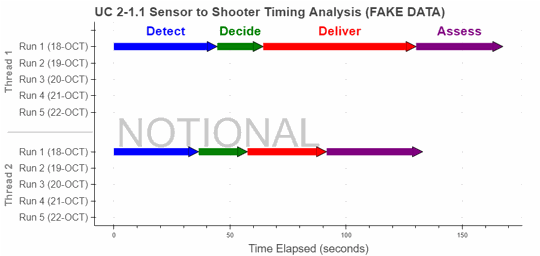 UC 2-1.1 Sensor to Shooter Timing Analysis (FAKE DATA)
Detect Decide Deliver Assess
Thread 1
Run 1 (18-OCT)
Run 2 (19-OCT)
Run 3 (20-OCT)
Run 4 (21-OCT)
Run 5 (22-OCT)
NOTIONAL
Thread 2
Run 1 (18-OCT)
Run 2 (19-OCT)
Run 3 (20-OCT)
Run 4 (21-OCT)
Run 5 (22-OCT)
0 50 100 150
Time Elapsed (seconds)